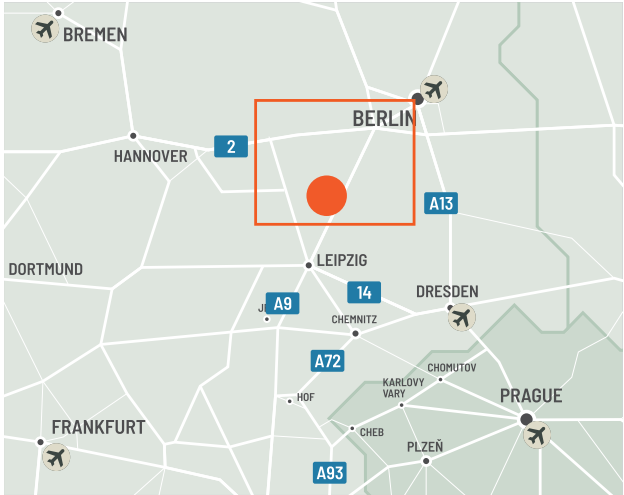 BREMEN
BERLIN
HANNOVER
2
A13
DORTMUND
LEIPZIG
14
DRESDEN
A9
CHEMNITZ
A72
CHOMUTOV
KARLOVY
VARY
HOF
PRAGUE
FRANKFURT
CHEB
PLZEŇ
A93